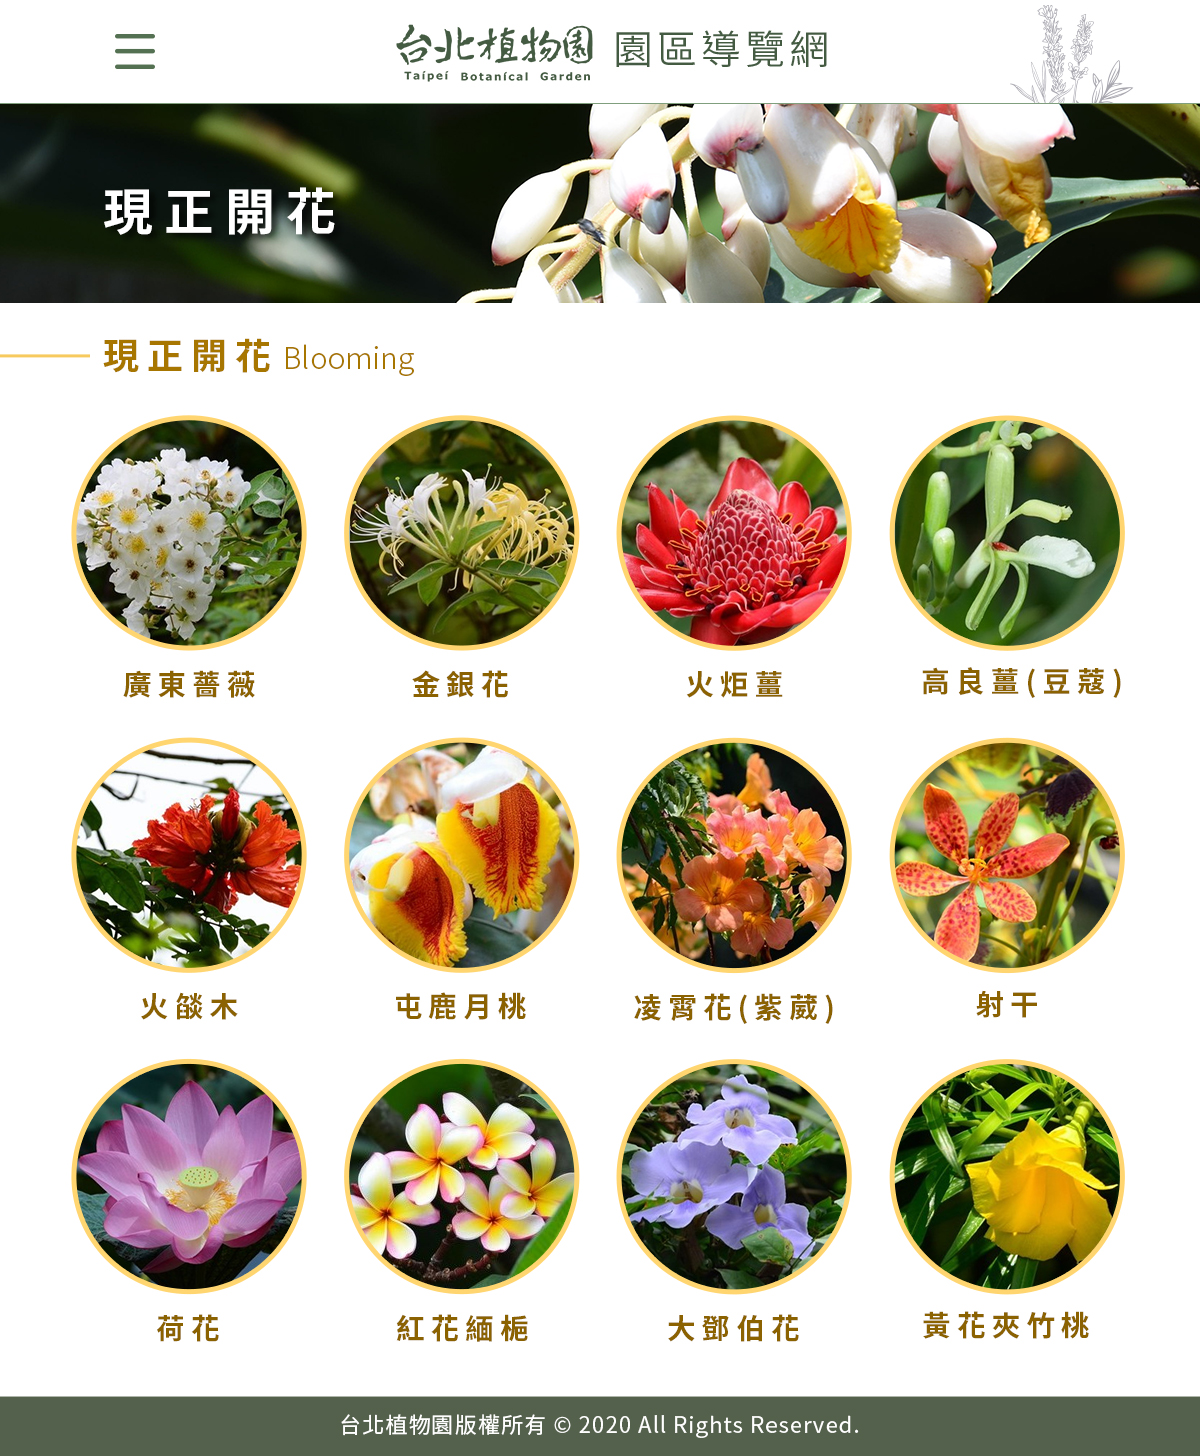 台北植物園 園區導覽網
Taipei Botanical Garden
現正開花
現正開花 Blooming
廣東薔薇
金銀花
火炬薑
高良薑(豆蔻)
火燄木
屯鹿月桃
凌霄花(紫葳)
射干
荷花
紅花緬梔
大鄧伯花
黃花夾竹桃
台北植物園版權所有 © 2020 All Rights Reserved.